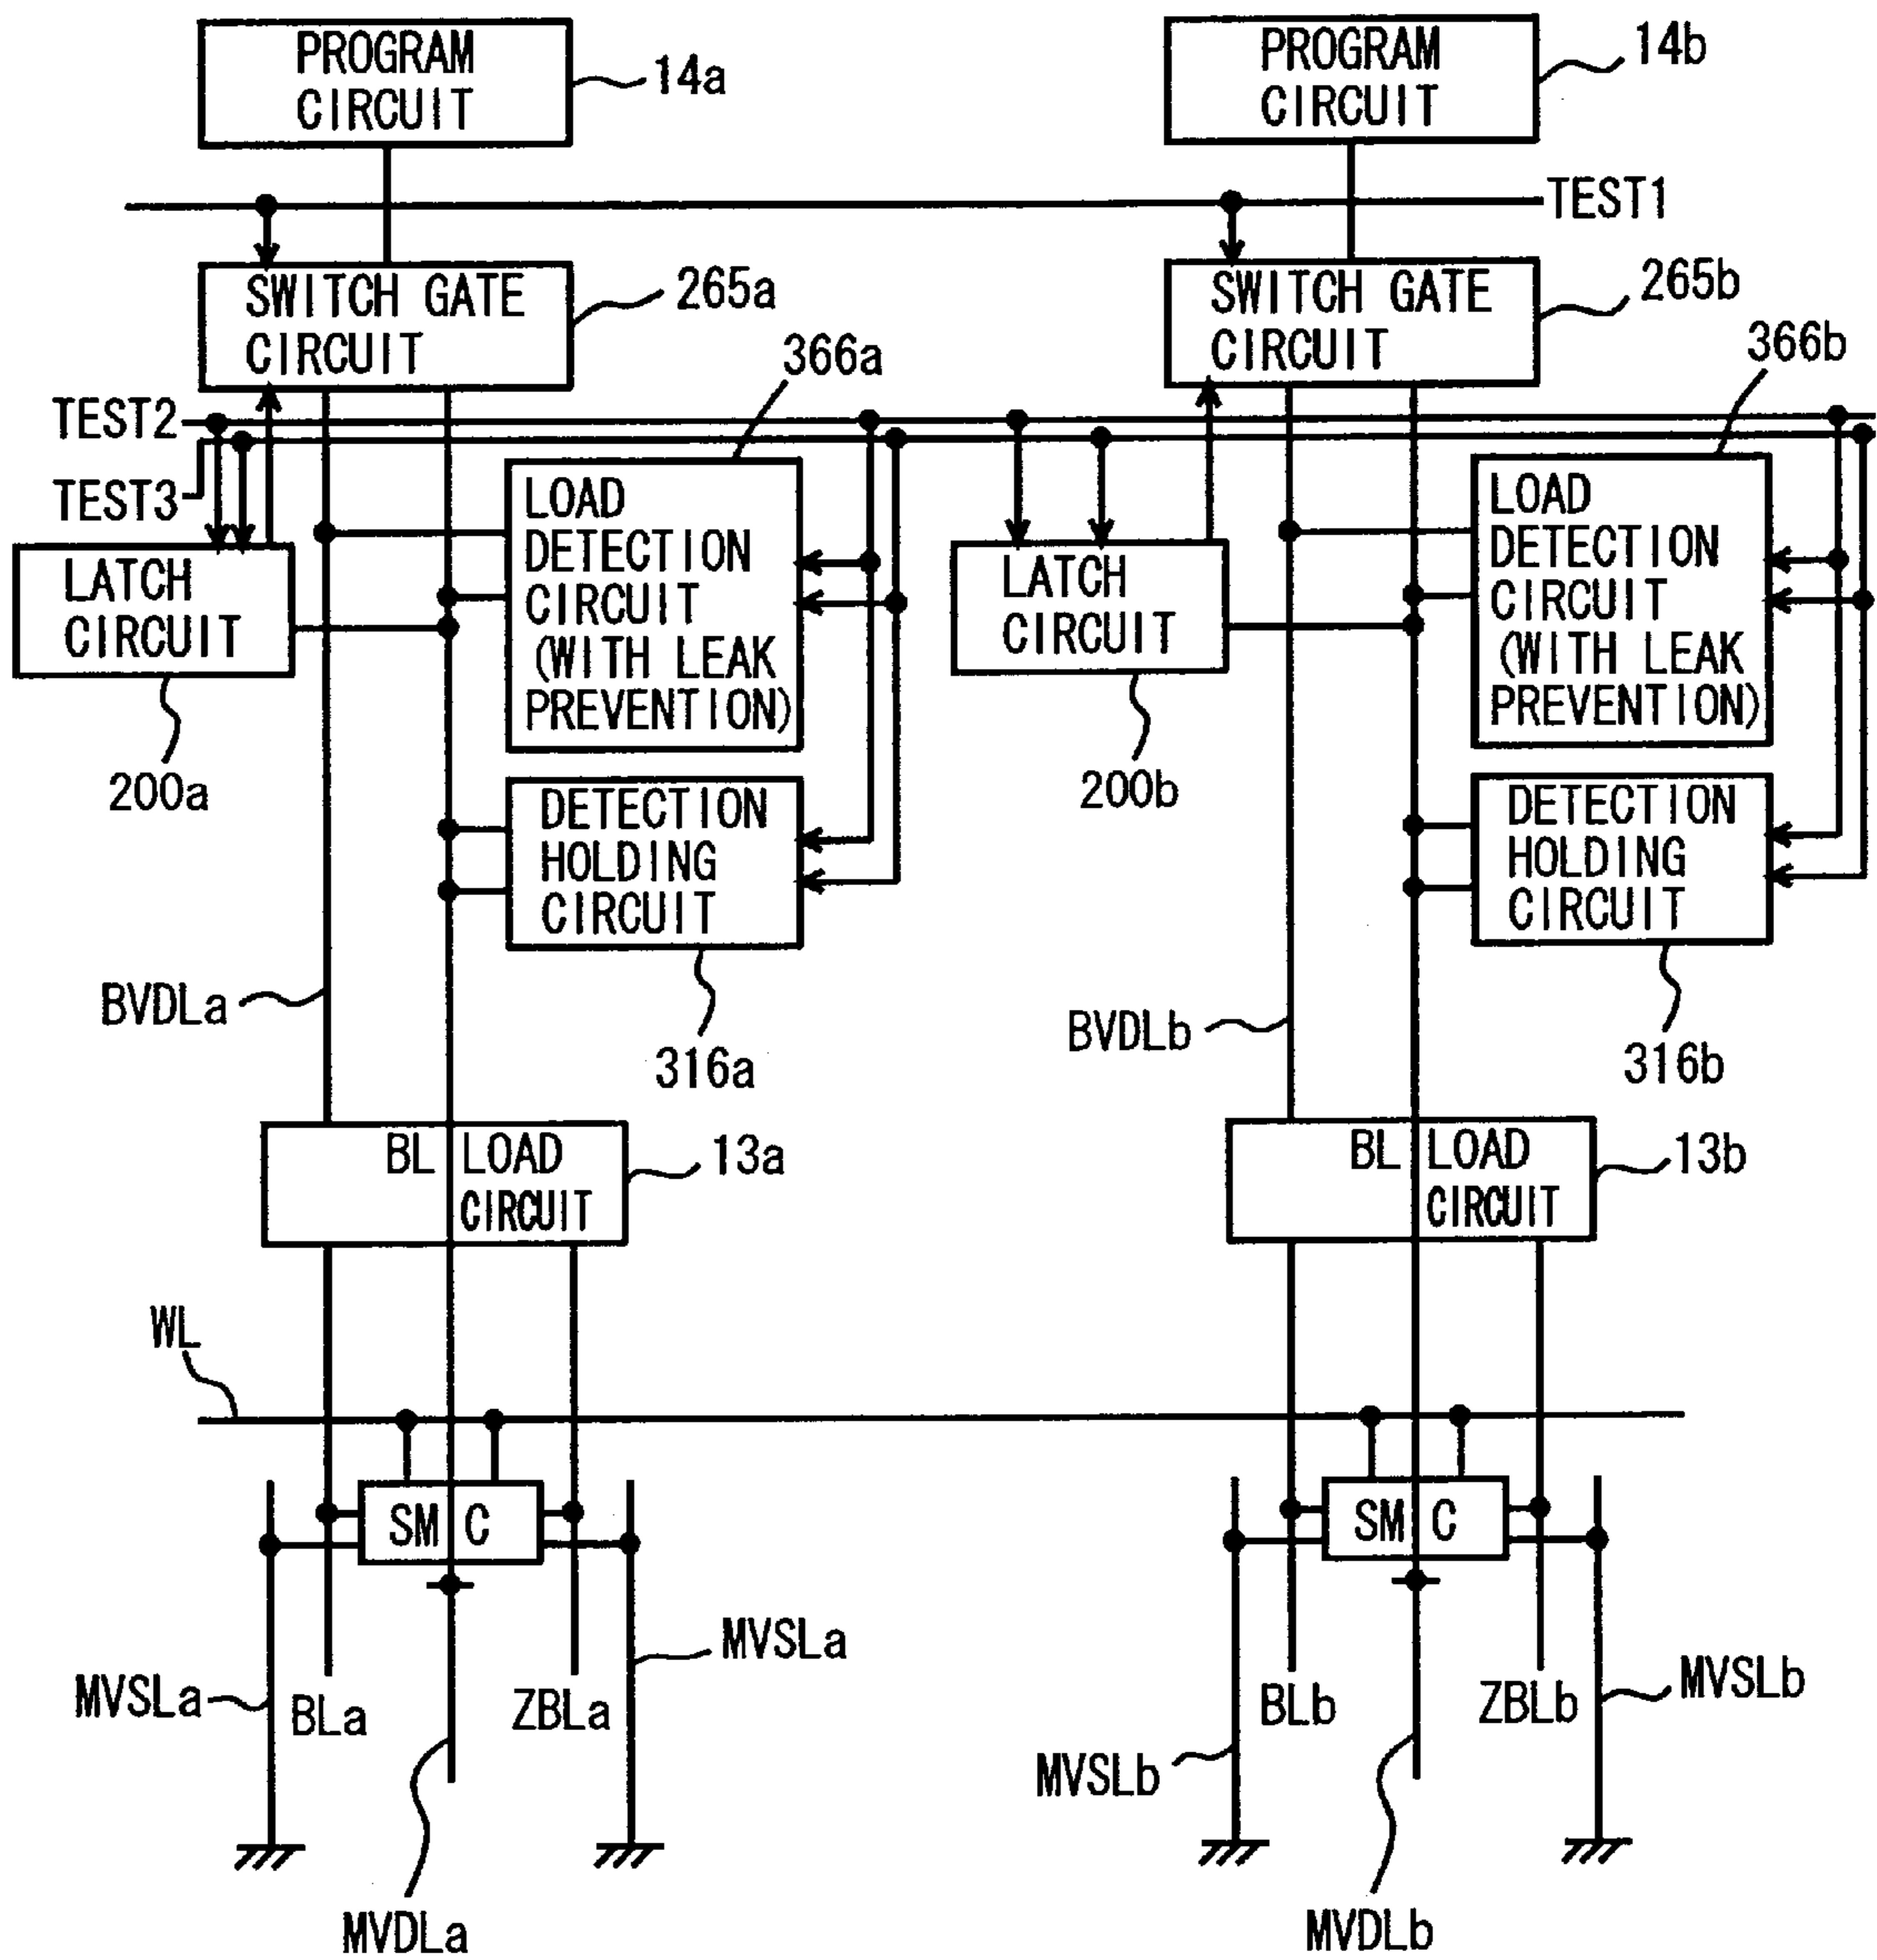 PROGRAM
CIRCUIT
14a
PROGRAM
CIRCUIT
14b
TEST1
SWITCH GATE
CIRCUIT
265a
SWITCH GATE
CIRCUIT
265b
366a
366b
TEST2
TEST3
LOAD
DETECTION
CIRCUIT
(WITH LEAK
PREVENTION)
LATCH
CIRCUIT
200a
LATCH
CIRCUIT
200b
LOAD
DETECTION
CIRCUIT
(WITH LEAK
PREVENTION)
DETECTION
HOLDING
CIRCUIT
316a
DETECTION
HOLDING
CIRCUIT
316b
BVDLa
BVDLb
BL LOAD
CIRCUIT
13a
BL LOAD
CIRCUIT
13b
WL
SMC
SMC
MVSLa
BLa
ZBLa
MVSLa
MVSLb
BLb
ZBLb
MVSLb
MVDLa
MVDLb